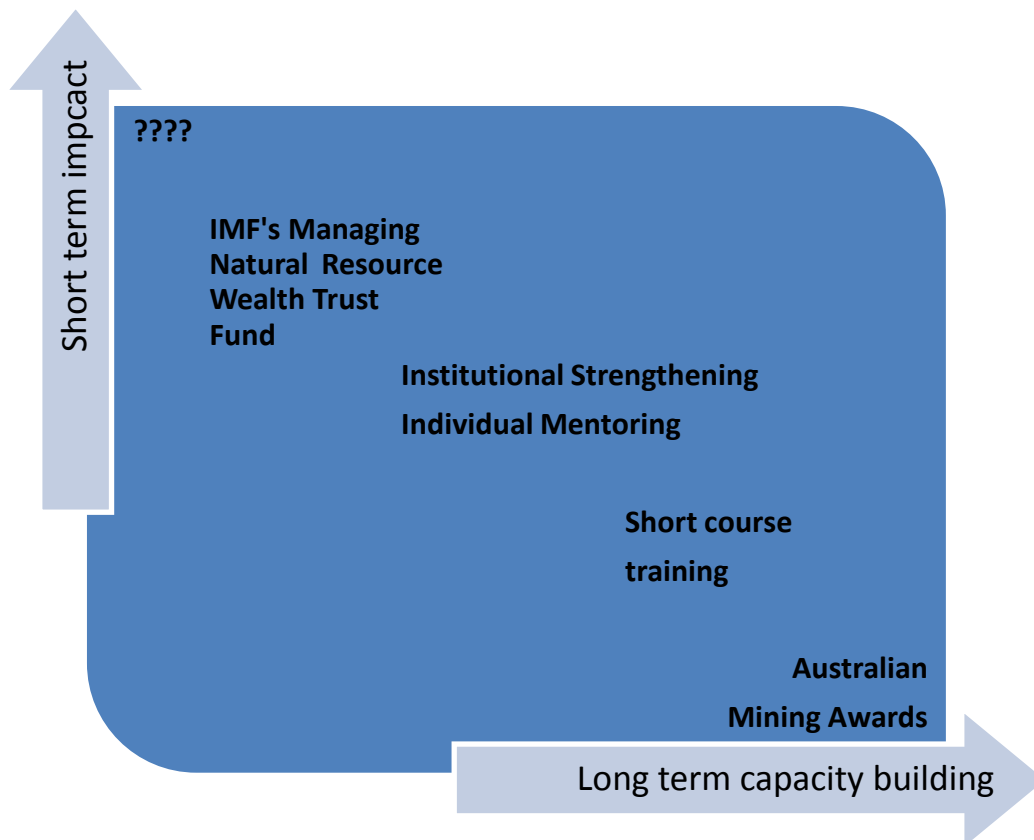 Short term impcact
????
IMF's Managing
Natural Resource
Wealth Trust
Fund
Institutional Strengthening
Individual Mentoring
Short course
training
Australian
Mining Awards
Long term capacity building